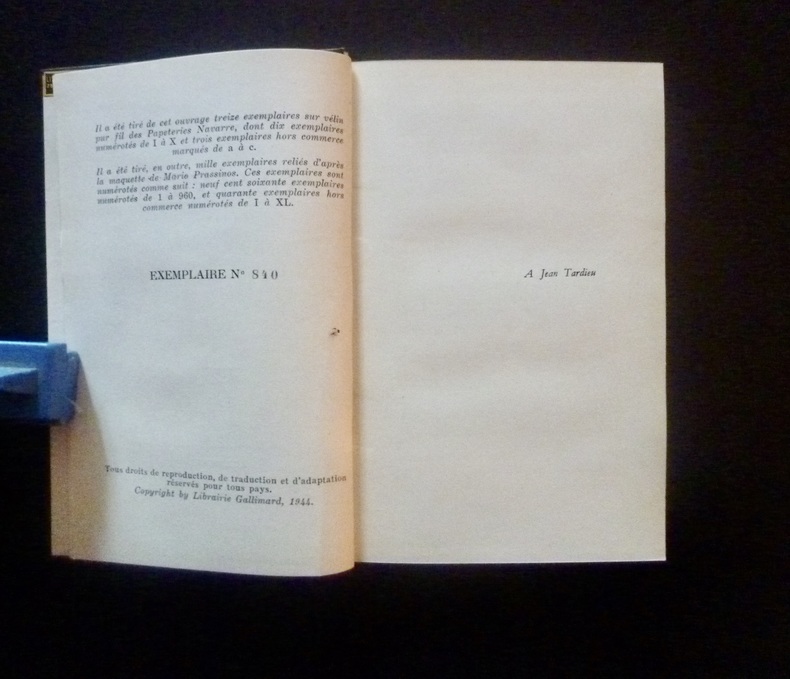 Il a été tiré de cet ouvrage treize exemplaires sur vélin
pur fil des Papeteries Navarre, dont dix exemplaires
numérotés de I à X et trois exemplaires hors commerce
marqués de a à c.
Il a été tiré, en outre, mille exemplaires reliés d'après
la maquette de Mario Prassinos. Ces exemplaires sont
numérotés comme suit : neuf cent soixante exemplaires
numérotés de 1 à 960, et quarante exemplaires hors
commerce numérotés de I à XL.
EXEMPLAIRE Nº 840
Tous droits de reproduction, de traduction et d'adaptation
réservés pour tous pays.
Copyright by Librairie Gallimard, 1944.
A Jean Tardieu